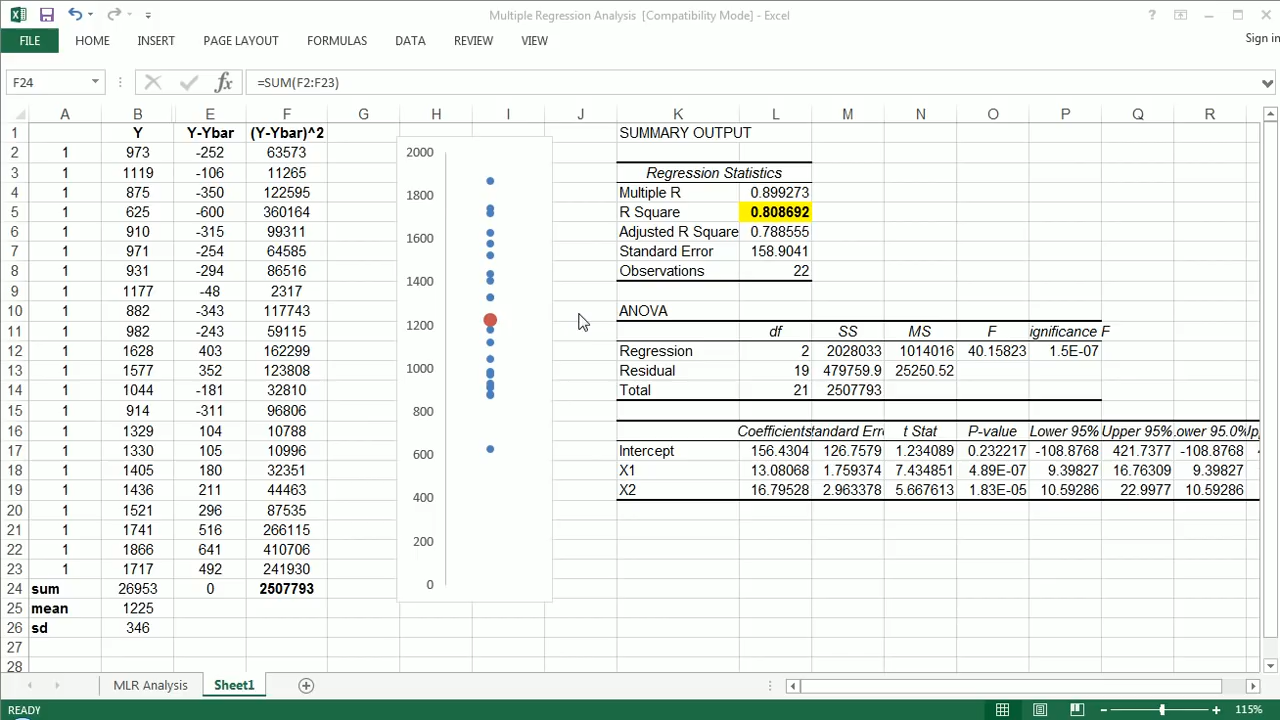 Multiple Regression Analysis [Compatibility Mode] - Excel
?
Sign in
FILE HOME INSERT PAGE LAYOUT FORMULAS DATA REVIEW VIEW
F24 fx =SUM(F2:F23)
A B E F G H I J K L M N O P Q R
1 Y Y-Ybar (Y-Ybar)^2 SUMMARY OUTPUT
2 1 973 -252 63573
3 1 1119 -106 11265 Regression Statistics
4 1 875 -350 122595 Multiple R 0.899273
5 1 625 -600 360164 R Square 0.808692
6 1 910 -315 99311 Adjusted R Square 0.788555
7 1 971 -254 64585 Standard Error 158.9041
8 1 931 -294 86516 Observations 22
9 1 1177 -48 2317
10 1 882 -343 117743 ANOVA
11 1 982 -243 59115 df SS MS F ignificance F
12 1 1628 403 162299 Regression 2 2028033 1014016 40.15823 1.5E-07
13 1 1577 352 123808 Residual 19 479759.9 25250.52
14 1 1044 -181 32810 Total 21 2507793
15 1 914 -311 96806
16 1 1329 104 10788 Coefficients tandard Erro t Stat P-value Lower 95% Upper 95% ower 95.0%
17 1 1330 105 10996 Intercept 156.4304 126.7579 1.234089 0.232217 -108.8768 421.7377 -108.8768
18 1 1405 180 32351 X1 13.08068 1.759374 7.434851 4.89E-07 9.39827 16.76309 9.39827
19 1 1436 211 44463 X2 16.79528 2.963378 5.667613 1.83E-05 10.59286 22.9977 10.59286
20 1 1521 296 87535
21 1 1741 516 266115
22 1 1866 641 410706
23 1 1717 492 241930
24 sum 26953 0 2507793
25 mean 1225
26 sd 346
27
28
2000
1800
1600
1400
1200
1000
800
600
400
200
0
MLR Analysis Sheet1
READY 115%